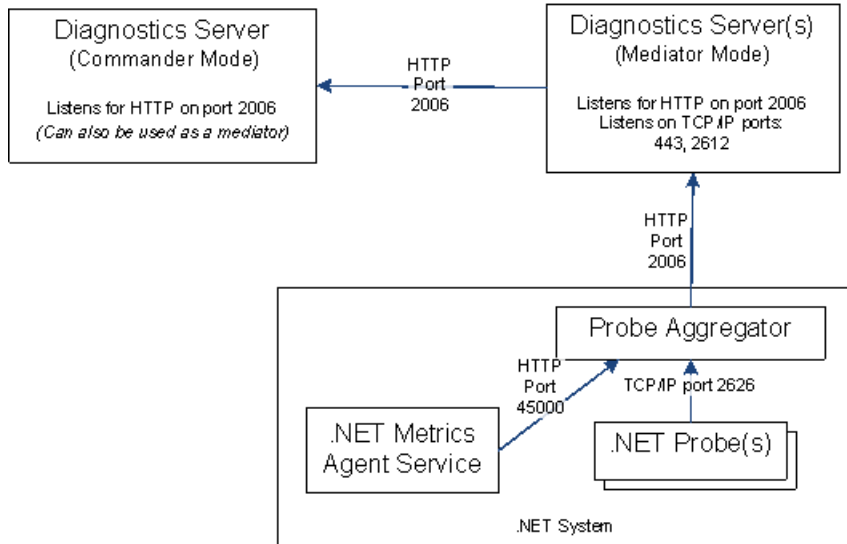 Diagnostics Server
(Commander Mode)
Listens for HTTP on port 2006
(Can also be used as a mediator)
HTTP
Port
2006
Diagnostics Server(s)
(Mediator Mode)
Listens for HTTP on port 2006
Listens on TCP/IP ports:
443, 2612
HTTP
Port
2006
Probe Aggregator
HTTP
Port
45000
TCP/IP port 2626
.NET Metrics
Agent Service
.NET Probe(s)
.NET System